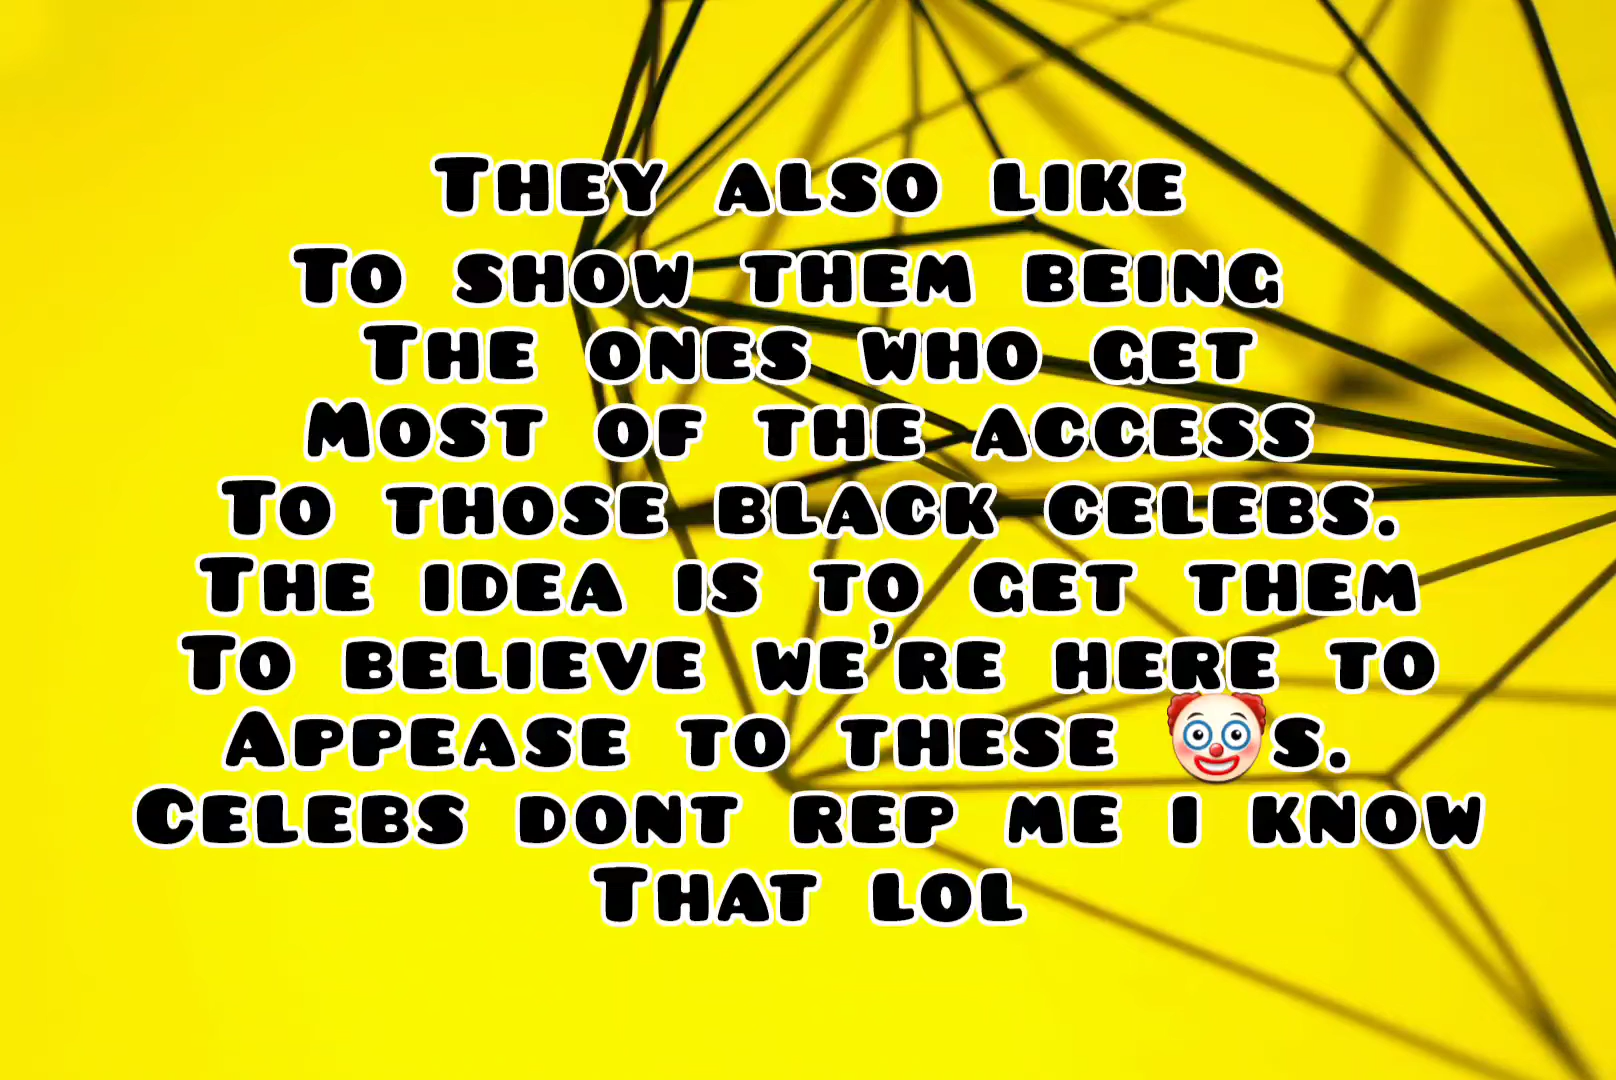 They also like
To show them being
The ones who get
Most of the access
To those black celebs.
The idea is to get them
To believe we're here to
Appease to these 🤡s.
Celebs dont rep me i know
That lol